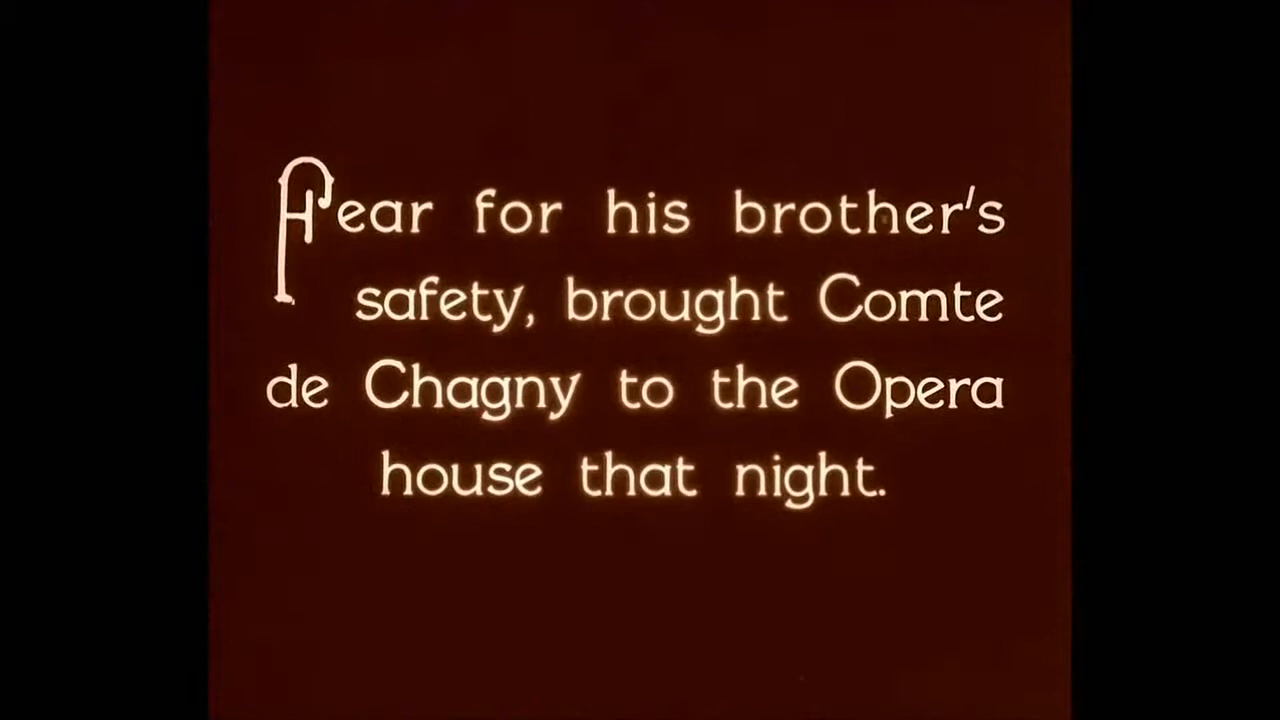 Fear for his brother's
safety, brought Comte
de Chagny to the Opera
house that night.